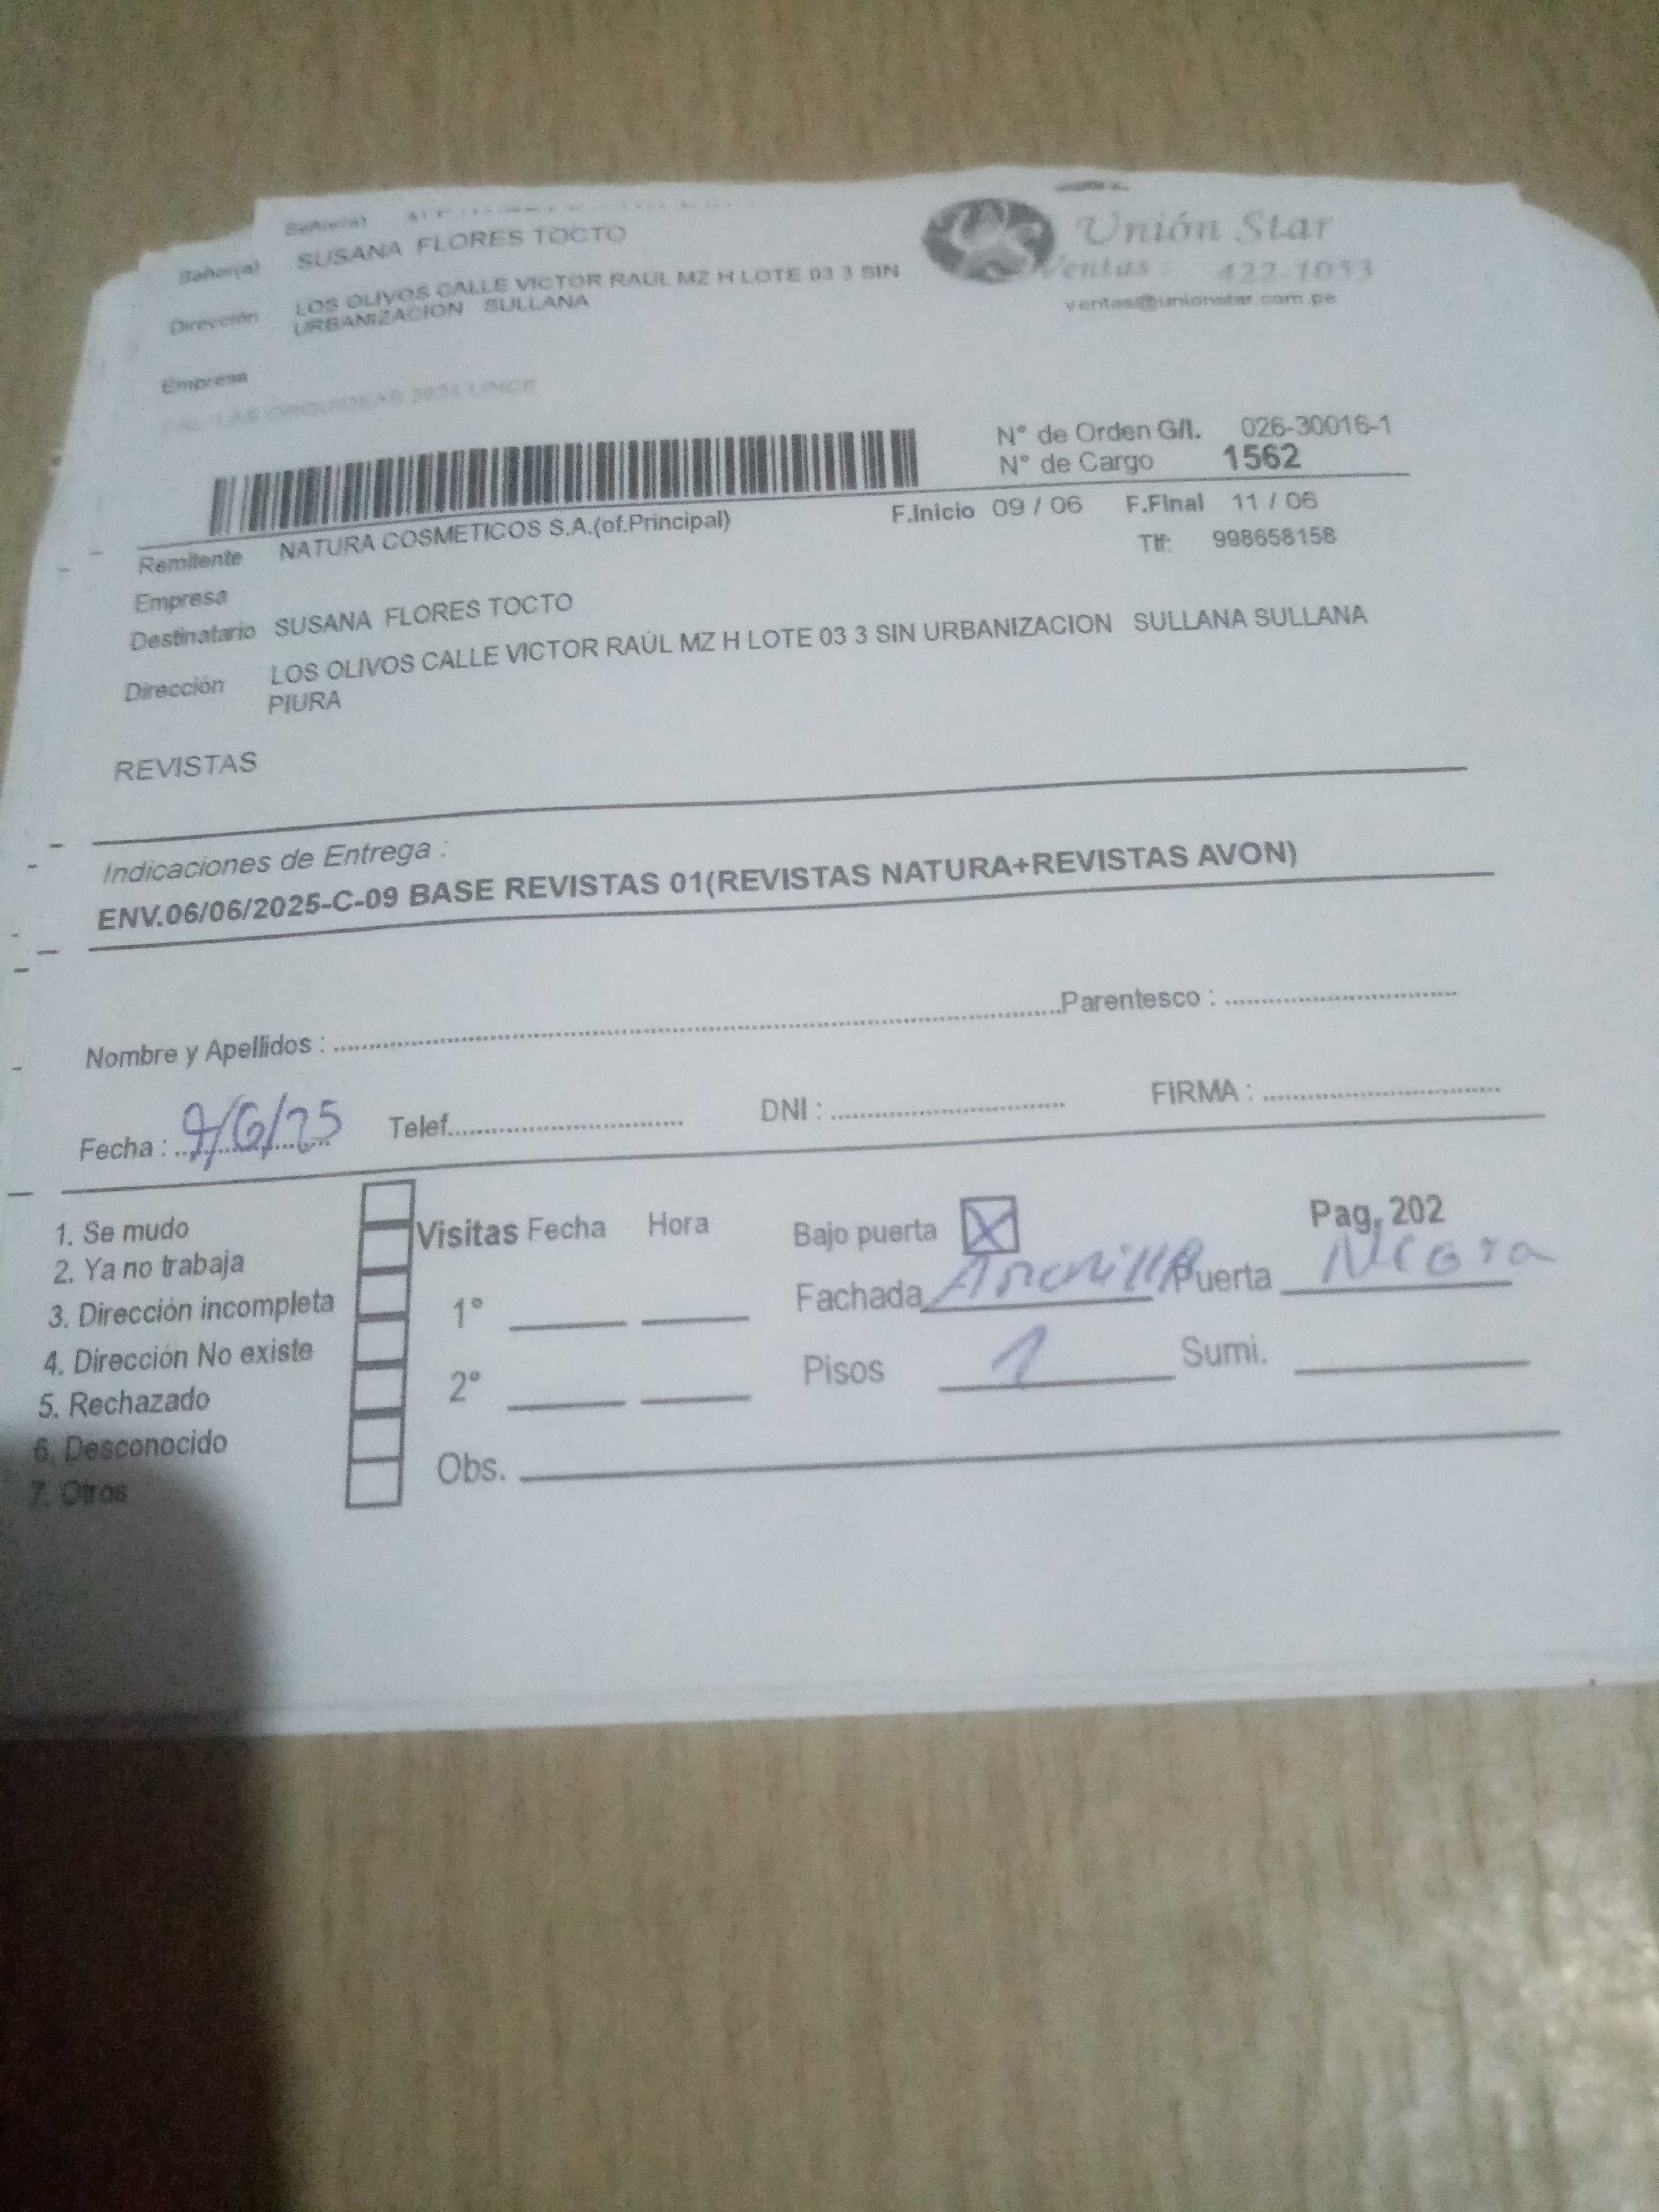 Señor(a)
Señor(a) SUSANA FLORES TOCTO
Dirección LOS OLIVOS CALLE VICTOR RAÚL MZ H LOTE 03 3 SIN
URBANIZACION SULLANA
Unión Star
Ventas : 422-1053
ventas@unionstar.com.pe
Empresa
CAL. LAS ORQUIDEAS LINCE
N° de Orden G/I. 026-30016-1
N° de Cargo 1562
F.Inicio 09 / 06 F.Final 11 / 06
Remitente NATURA COSMETICOS S.A.(of.Principal)
Tlf: 998658158
Empresa
Destinatario SUSANA FLORES TOCTO
Dirección LOS OLIVOS CALLE VICTOR RAÚL MZ H LOTE 03 3 SIN URBANIZACION SULLANA SULLANA
PIURA
REVISTAS
Indicaciones de Entrega :
ENV.06/06/2025-C-09 BASE REVISTAS 01(REVISTAS NATURA+REVISTAS AVON)
Nombre y Apellidos : Parentesco :
Fecha : 9/6/25 Telef. DNI : FIRMA :
1. Se mudo
2. Ya no trabaja
3. Dirección incompleta
4. Dirección No existe
5. Rechazado
6. Desconocido
7. Otros
Visitas Fecha Hora
1°
2°
Obs.
Bajo puerta X Pag. 202
Fachada Puerta Negra
Pisos 1 Sumi.